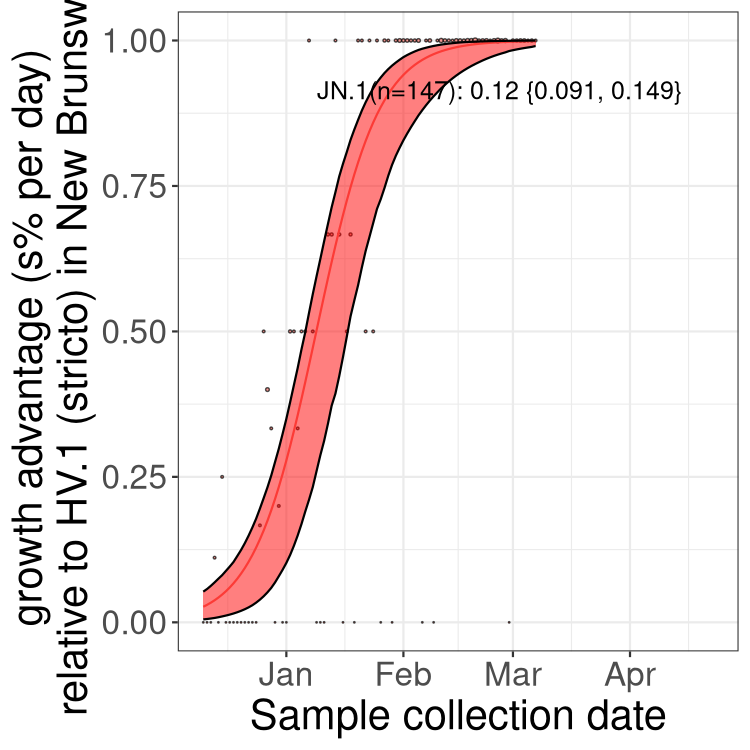 growth advantage (s% per day)
relative to HV.1 (stricto) in New Brunsw
1.00
0.75
0.50
0.25
0.00
JN.1(n=147): 0.12 {0.091, 0.149}
Jan Feb Mar Apr
Sample collection date